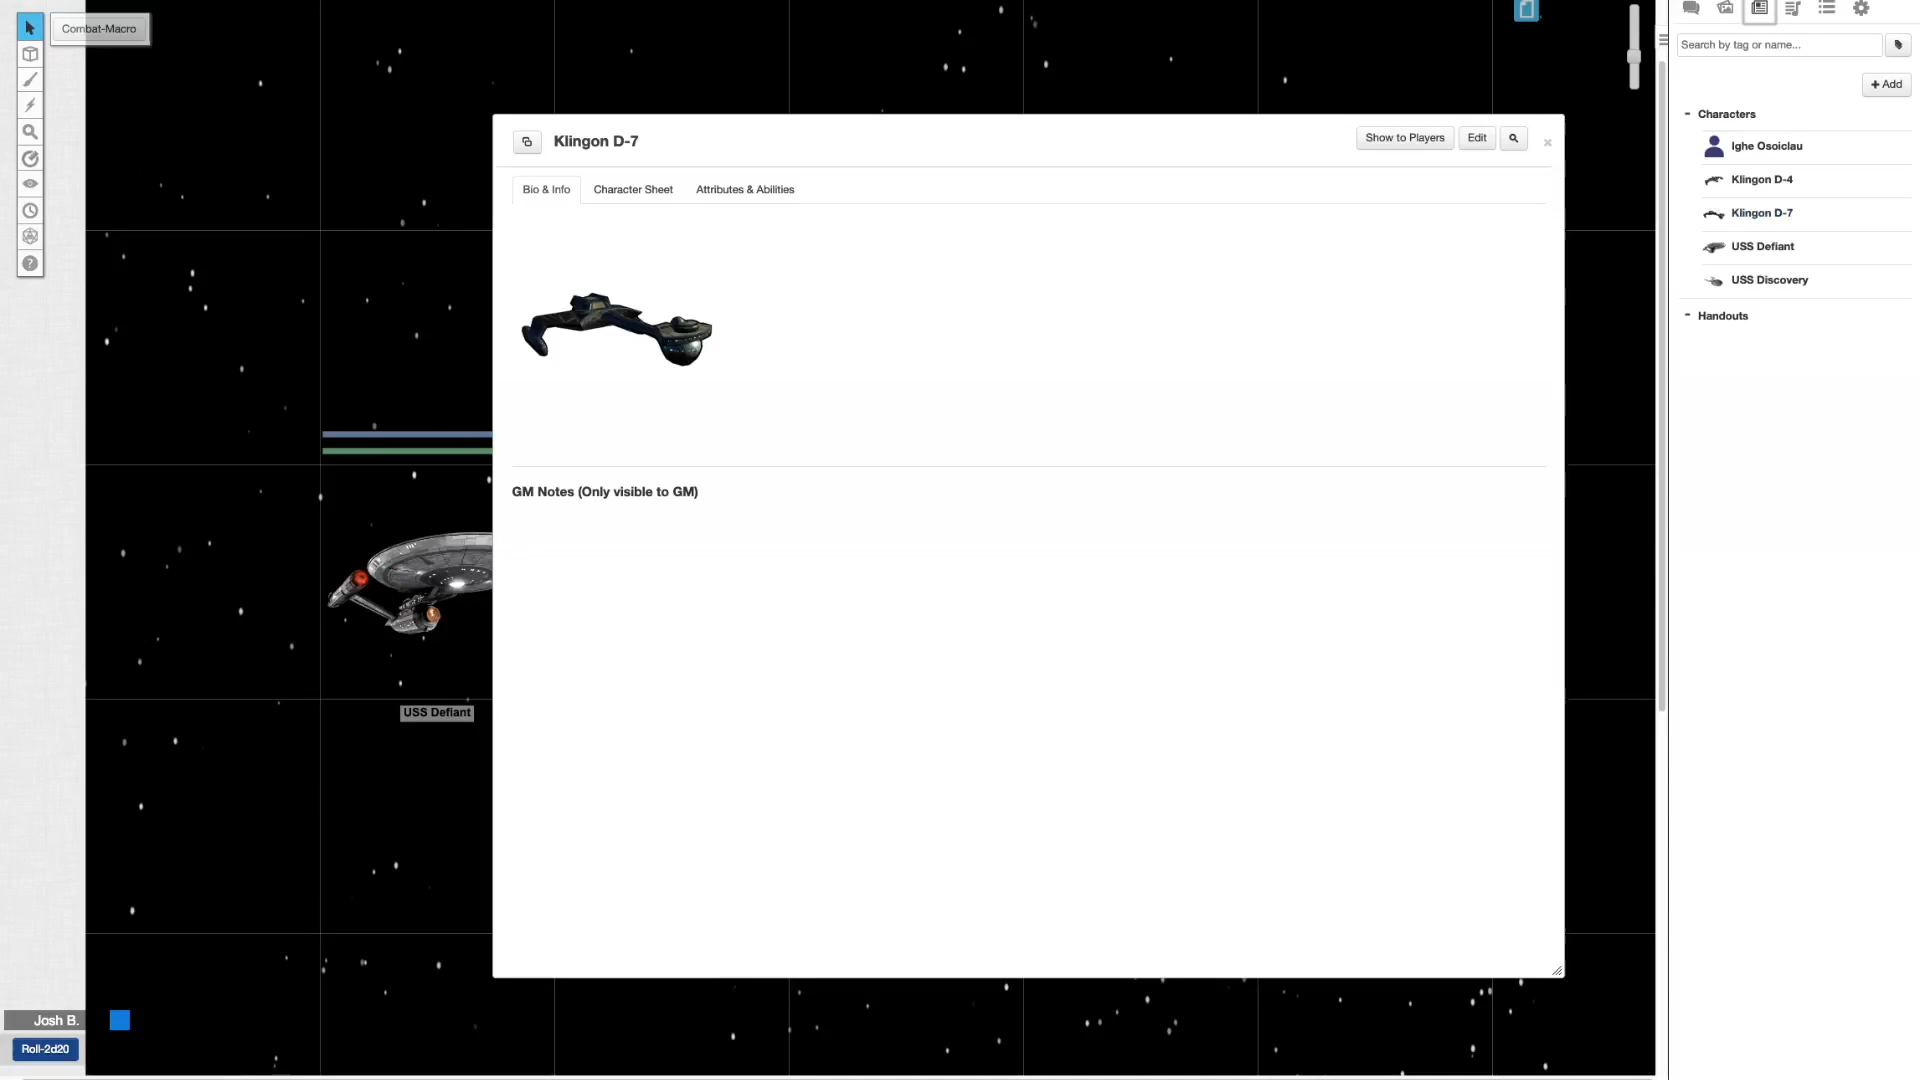 Combat-Macro
Search by tag or name...
+ Add
Characters
Ighe Osoiclau
Klingon D-4
Klingon D-7
USS Defiant
USS Discovery
Handouts
Klingon D-7
Show to Players
Edit
Bio & Info
Character Sheet
Attributes & Abilities
GM Notes (Only visible to GM)
USS Defiant
Josh B.
Roll-2d20